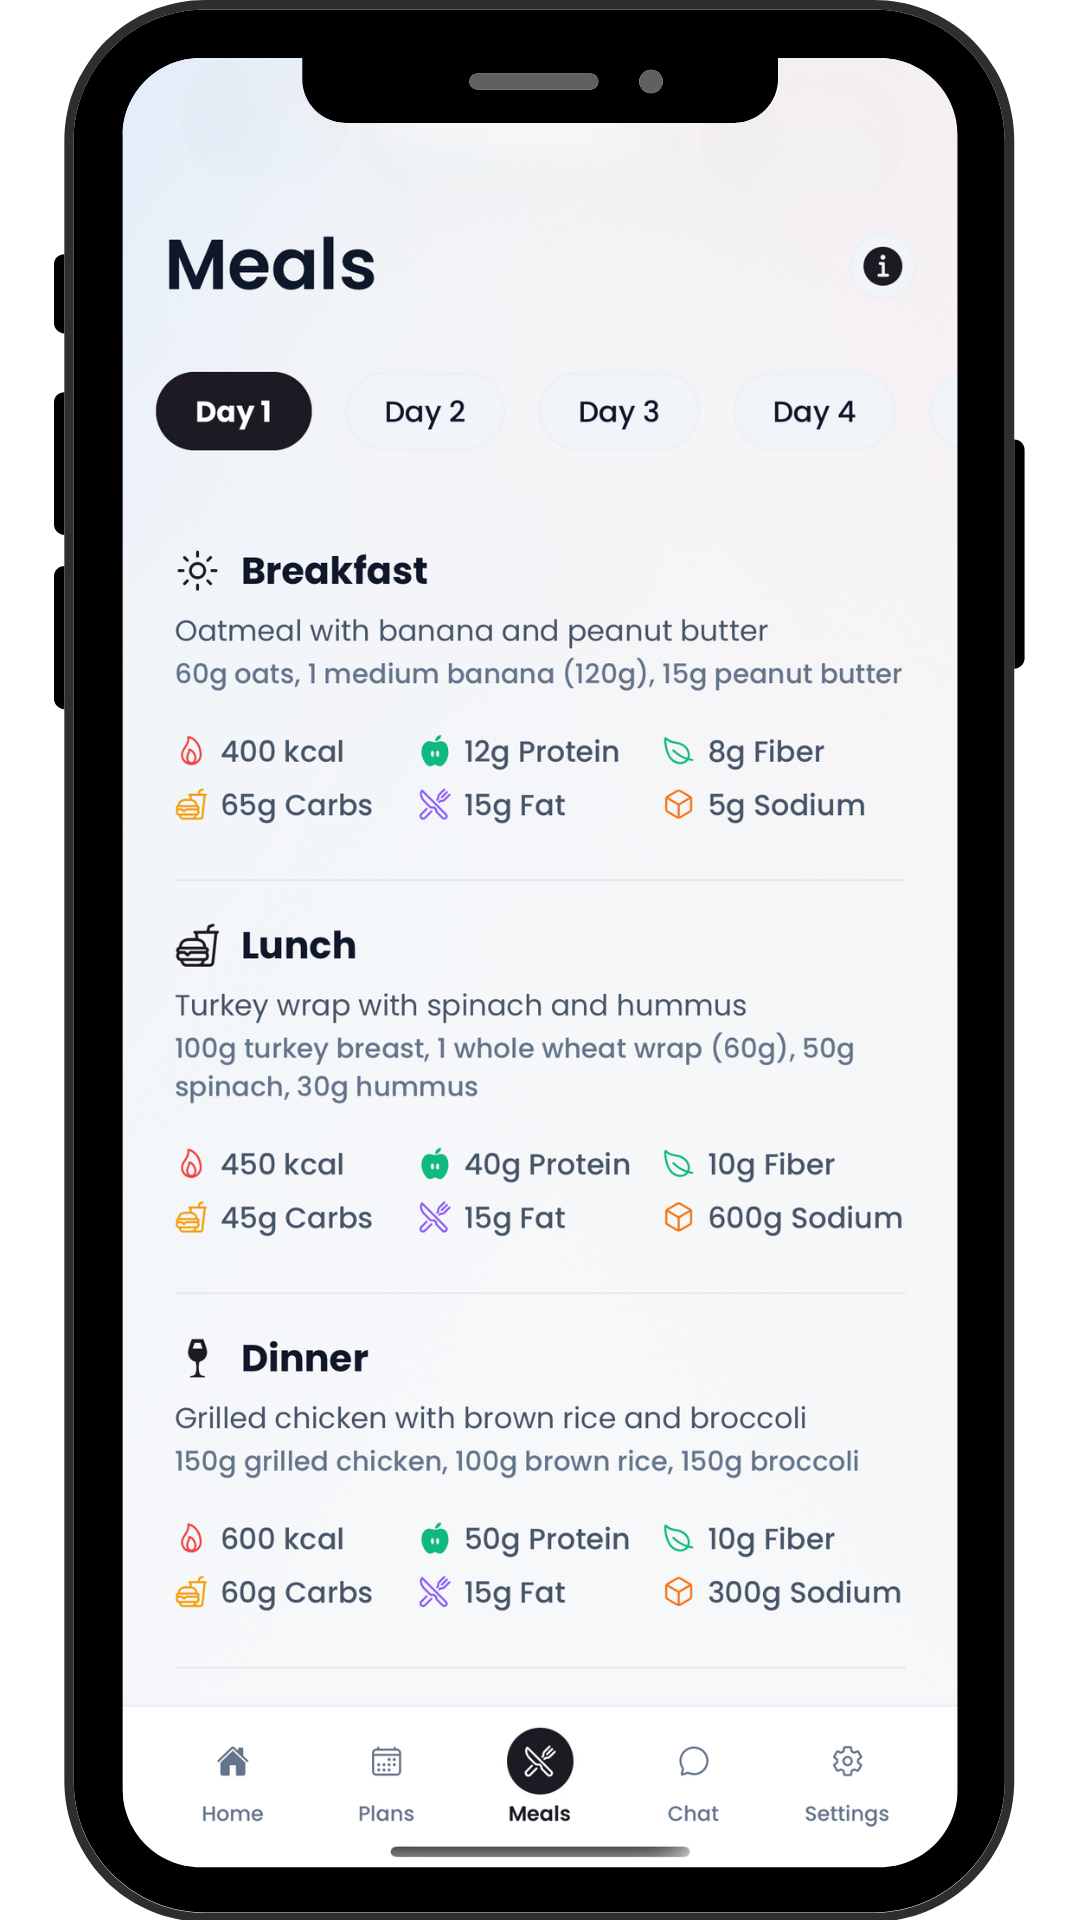 Meals
Day 1 Day 2 Day 3 Day 4
Breakfast
Oatmeal with banana and peanut butter
60g oats, 1 medium banana (120g), 15g peanut butter
400 kcal 12g Protein 8g Fiber
65g Carbs 15g Fat 5g Sodium
Lunch
Turkey wrap with spinach and hummus
100g turkey breast, 1 whole wheat wrap (60g), 50g
spinach, 30g hummus
450 kcal 40g Protein 10g Fiber
45g Carbs 15g Fat 600g Sodium
Dinner
Grilled chicken with brown rice and broccoli
150g grilled chicken, 100g brown rice, 150g broccoli
600 kcal 50g Protein 10g Fiber
60g Carbs 15g Fat 300g Sodium
Home Plans Meals Chat Settings